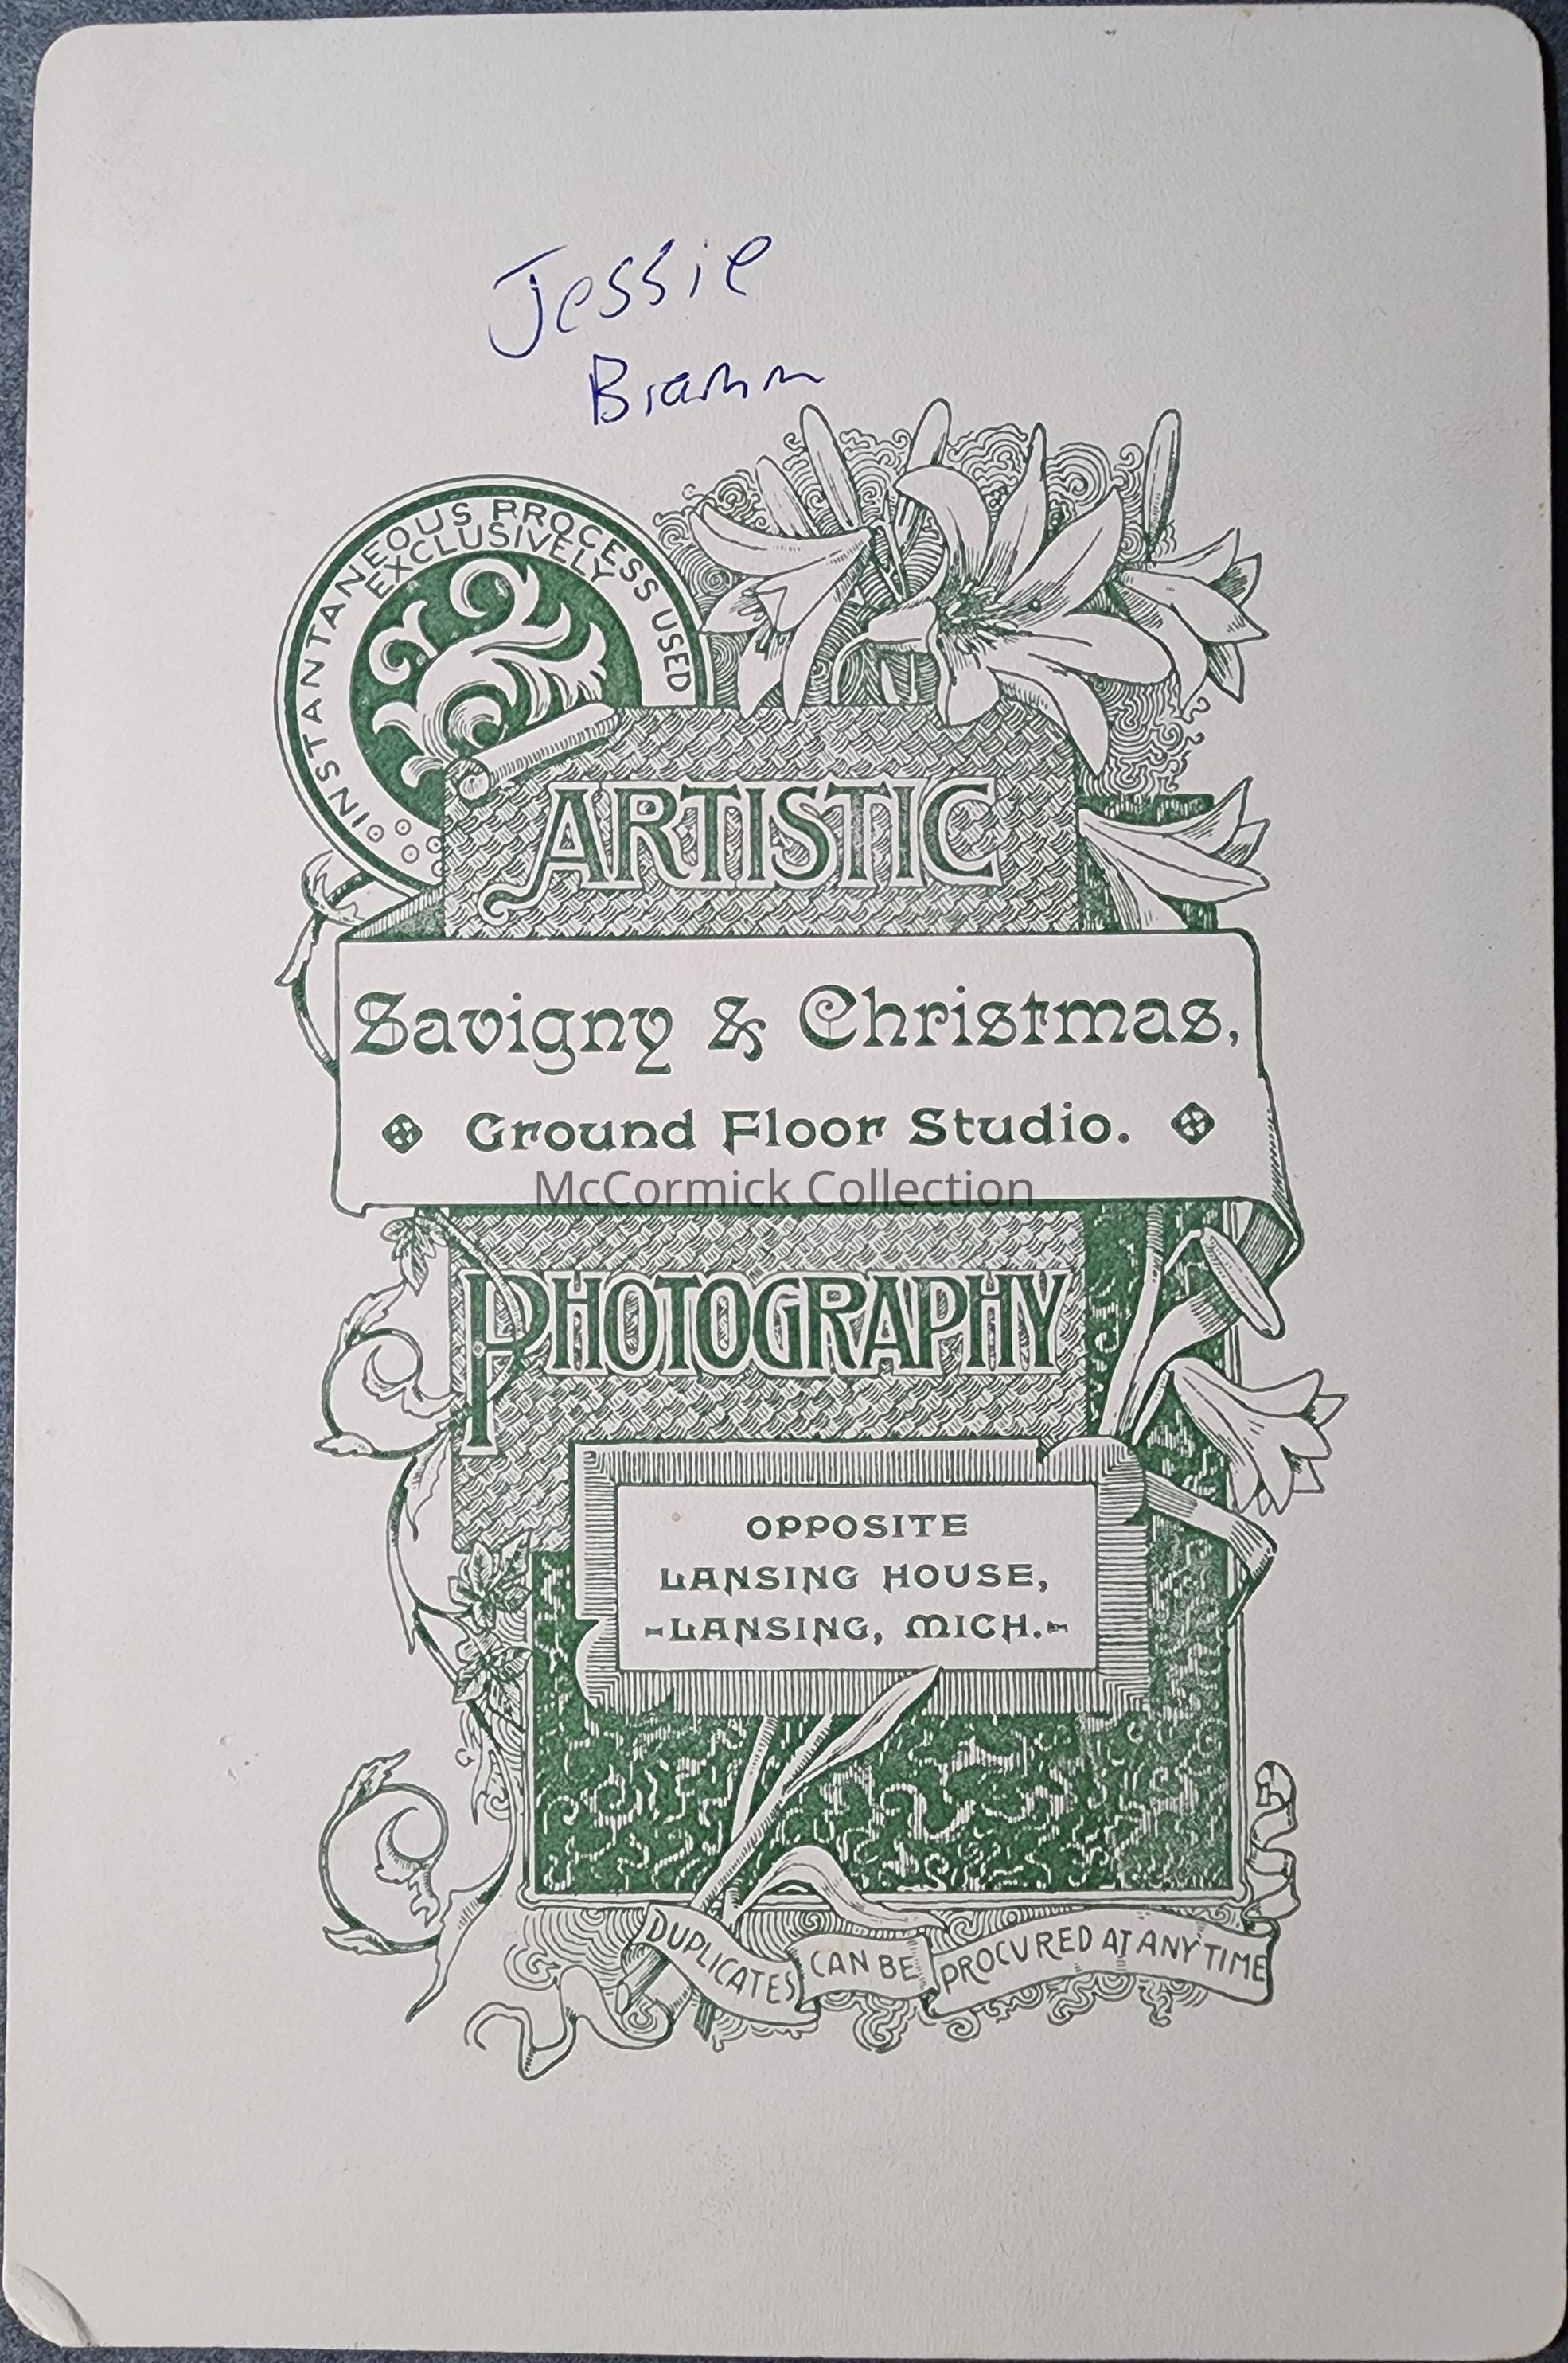 Jessie
Bramm
INSTANTANEOUS PROCESS USED
EXCLUSIVELY
ARTISTIC
Savigny & Christmas,
Ground Floor Studio.
McCormick Collection
PHOTOGRAPHY
OPPOSITE
LANSING HOUSE,
-LANSING, MICH.-
DUPLICATES CAN BE PROCURED AT ANY TIME